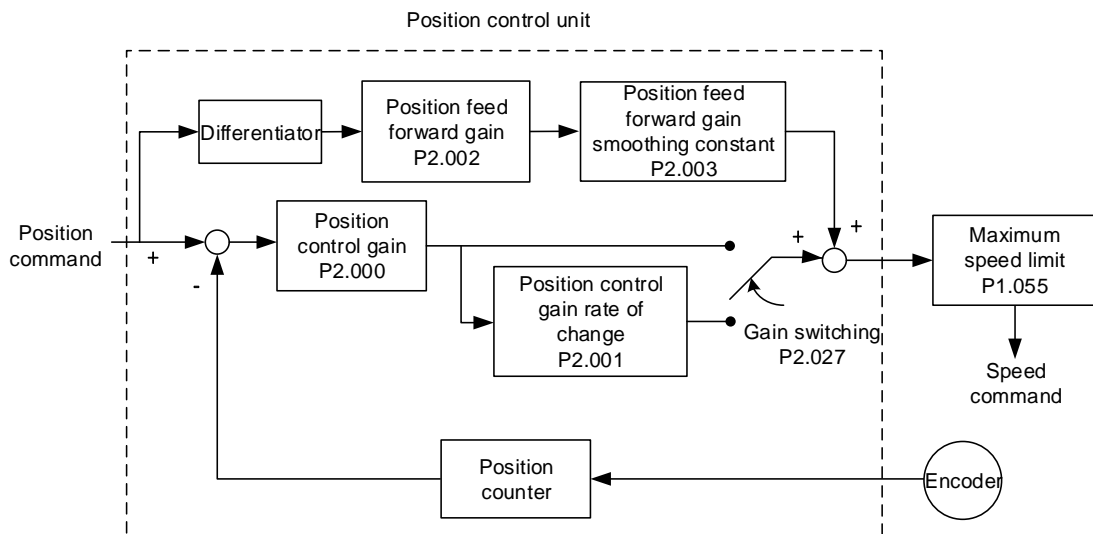 Position control unit
Differentiator
Position feed
forward gain
P2.002
Position feed
forward gain
smoothing constant
P2.003
Position
command
+
-
Position
control gain
P2.000
Position control
gain rate of
change
P2.001
Gain switching
P2.027
+
+
Maximum
speed limit
P1.055
Speed
command
Position
counter
Encoder